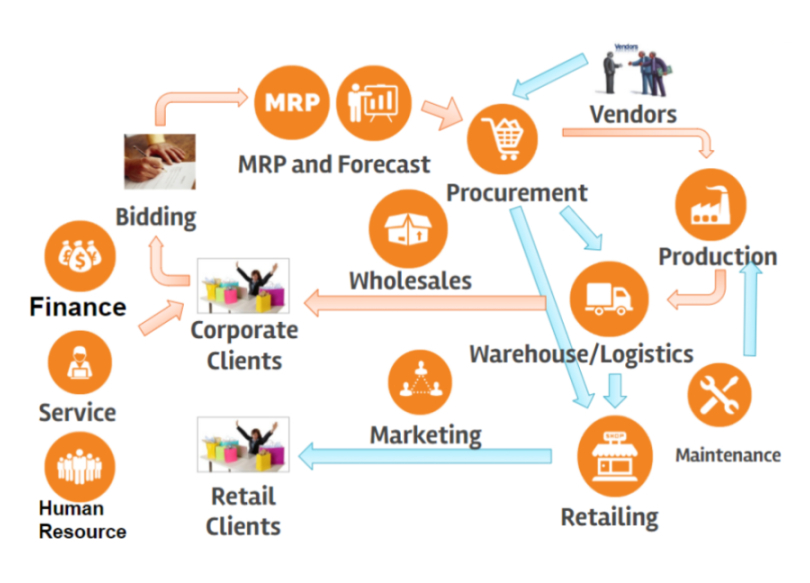 Vendors
MRP
Vendors
MRP and Forecast
Procurement
Bidding
Production
Wholesales
Finance
Corporate
Clients
Warehouse/Logistics
Service
Marketing
Maintenance
SHOP
Retail
Clients
Human
Resource
Retailing